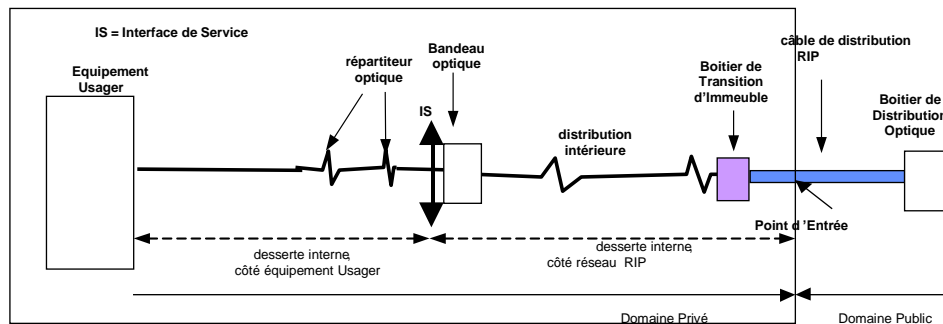 IS = Interface de Service
câble de distribution
RIP
Bandeau
optique
répartiteur
optique
Equipement
Usager
Boitier de
Transition
d'Immeuble
Boitier de
Distribution
Optique
IS
distribution
intérieure
Point d 'Entrée
desserte interne,
côté équipement Usager
desserte interne,
côté réseau RIP
Domaine Privé
Domaine Public